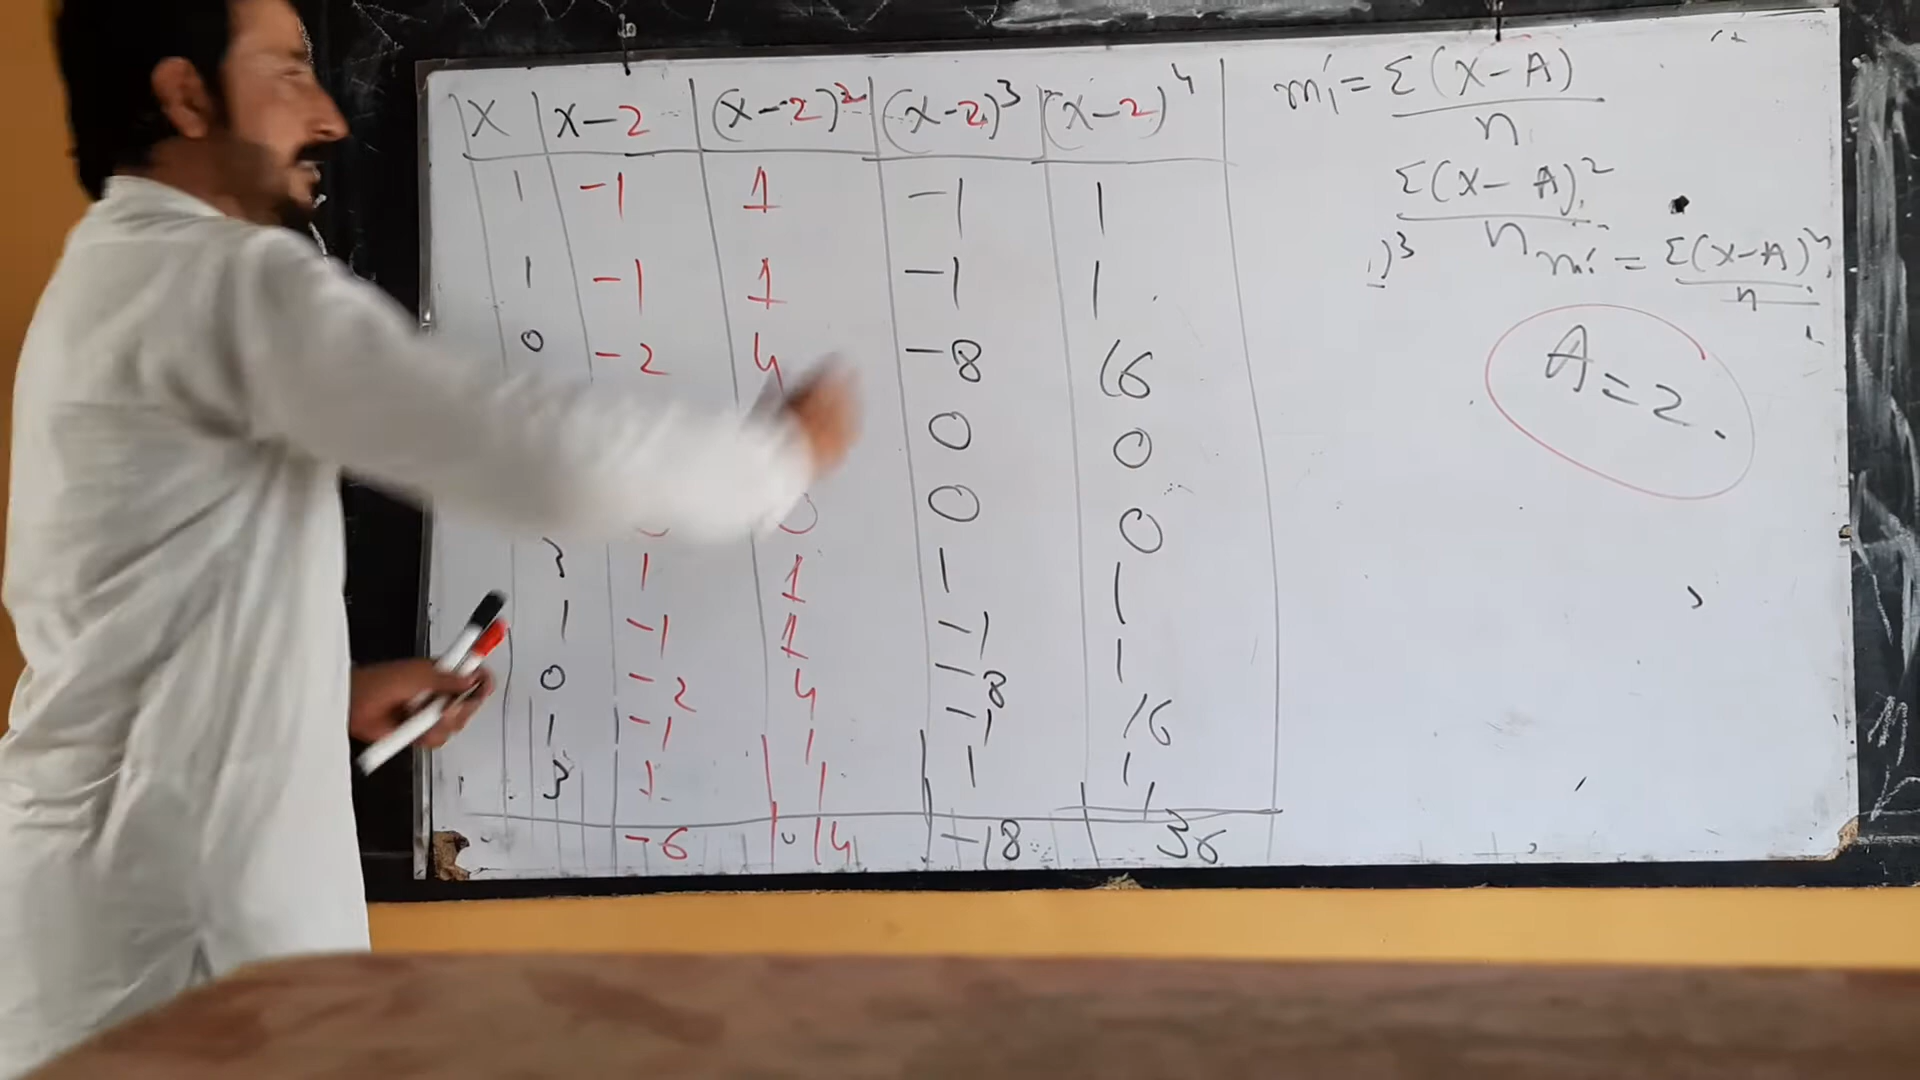 X | X-2 | (X-2)² | (X-2)³ | (X-2)⁴
1 | -1 | 1 | -1 | 1
1 | -1 | 1 | -1 | 1
0 | -2 | 4 | -8 | 16
0 | 0
0 | 0 | 0
3 | 1 | 1 | 1 | 1
1 | -1 | 1 | -1 | 1
0 | -2 | 4 | -8 | 16
1 | -1 | 1 | -1 | 1
3 | 1 | 1 | 1 | 1
-6 | 14 | -18 | 36
m₁′ = Σ(X-A)
n
Σ(X-A)²
n
)³
m′ = Σ(X-A)⁴
n
A=2.